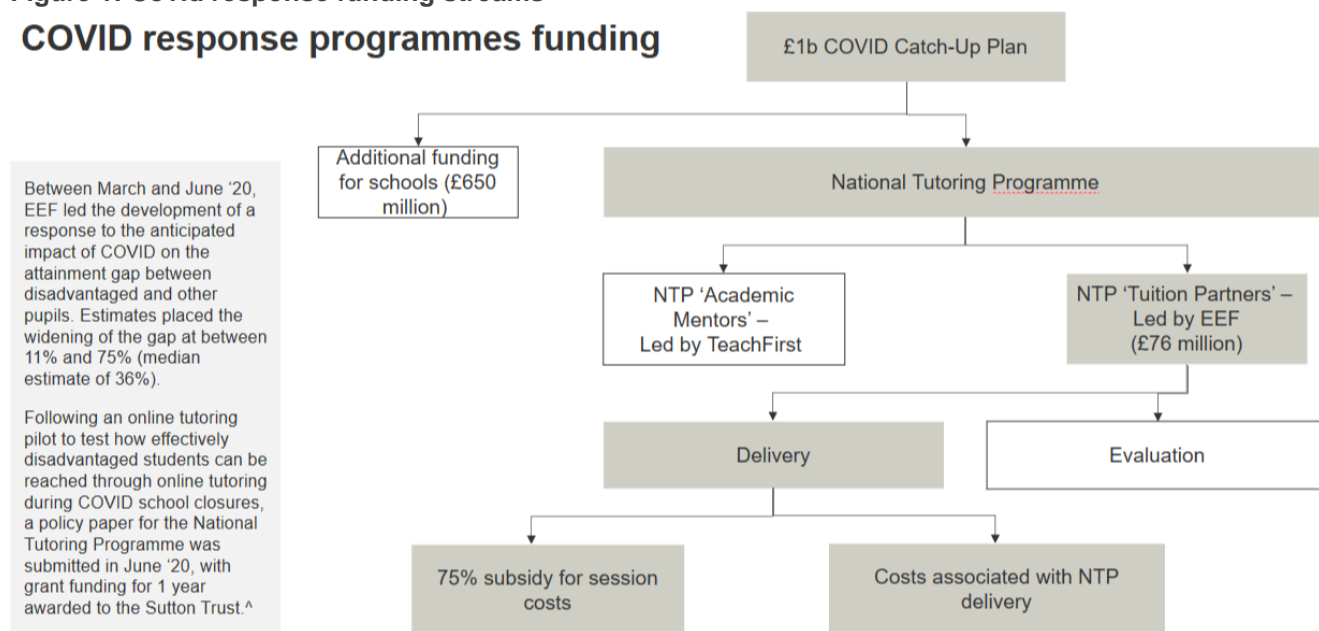 COVID response programmes funding
£1b COVID Catch-Up Plan
Additional funding
for schools (£650
million)
National Tutoring Programme
Between March and June ‘20,
EEF led the development of a
response to the anticipated
impact of COVID on the
attainment gap between
disadvantaged and other
pupils. Estimates placed the
widening of the gap at between
11% and 75% (median
estimate of 36%).
Following an online tutoring
pilot to test how effectively
disadvantaged students can be
reached through online tutoring
during COVID school closures,
a policy paper for the National
Tutoring Programme was
submitted in June ‘20, with
grant funding for 1 year
awarded to the Sutton Trust.^
NTP ‘Academic
Mentors’ –
Led by TeachFirst
NTP ‘Tuition Partners’ –
Led by EEF
(£76 million)
Delivery
Evaluation
75% subsidy for session
costs
Costs associated with NTP
delivery